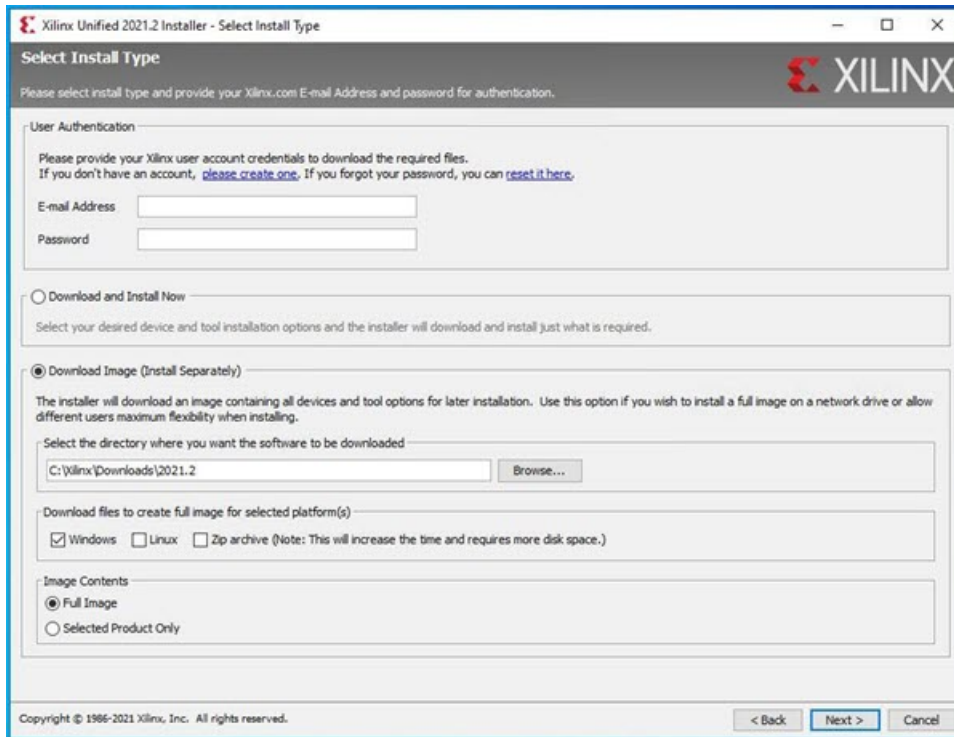 Xilinx Unified 2021.2 Installer - Select Install Type
Select Install Type
Please select install type and provide your Xilinx.com E-mail Address and password for authentication.
XILINX
User Authentication
Please provide your Xilinx user account credentials to download the required files.
If you don't have an account, please create one. If you forgot your password, you can reset it here.
E-mail Address
Password
Download and Install Now
Select your desired device and tool installation options and the installer will download and install just what is required.
Download Image (Install Separately)
The installer will download an image containing all devices and tool options for later installation. Use this option if you wish to install a full image on a network drive or allow
different users maximum flexibility when installing.
Select the directory where you want the software to be downloaded
C:\Xilinx\Downloads\2021.2
Browse...
Download files to create full image for selected platform(s)
Windows Linux Zip archive (Note: This will increase the time and requires more disk space.)
Image Contents
Full Image
Selected Product Only
Copyright © 1986-2021 Xilinx, Inc. All rights reserved.
< Back Next > Cancel